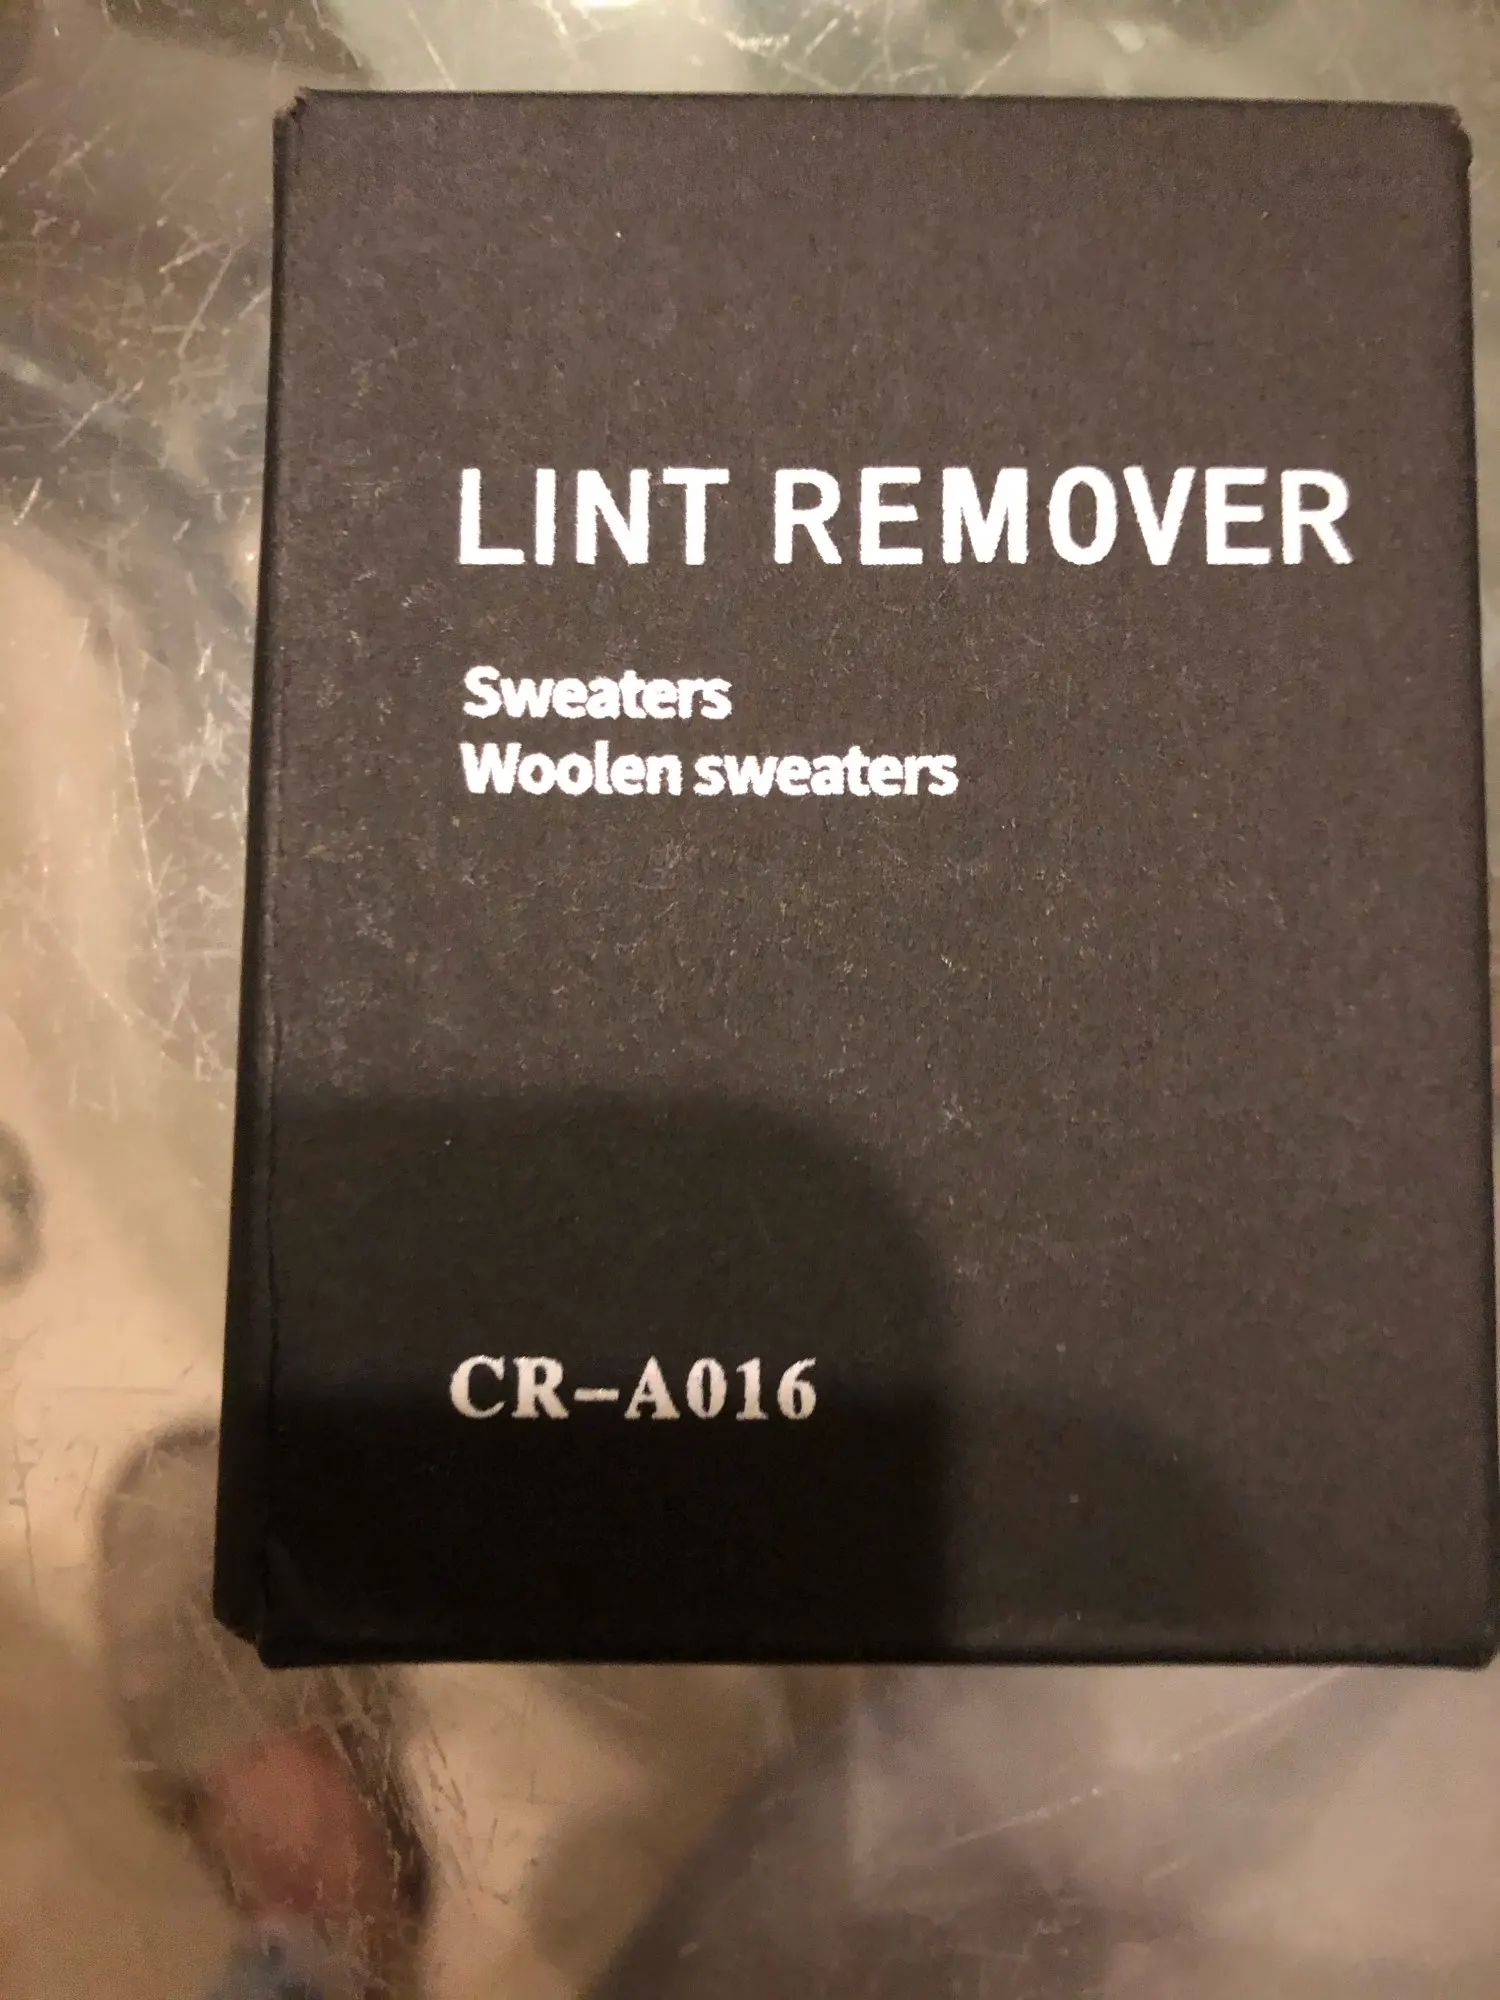 LINT REMOVER
Sweaters
Woolen sweaters
CR-A016